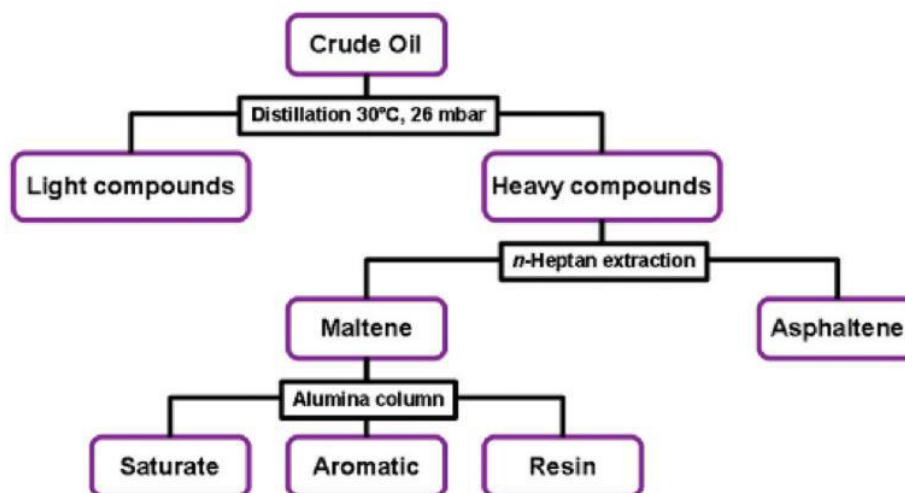 Crude Oil
Distillation 30°C, 26 mbar
Light compounds
Heavy compounds
n-Heptan extraction
Maltene
Asphaltene
Alumina column
Saturate
Aromatic
Resin